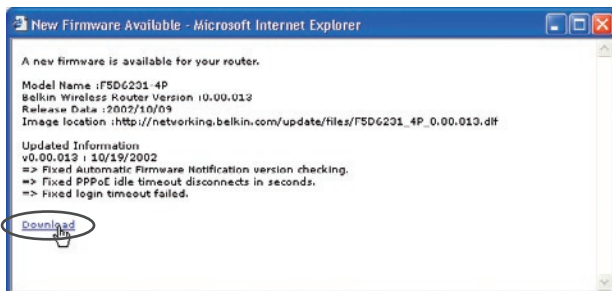 New Firmware Available - Microsoft Internet Explorer
A new firmware is available for your router.
Model Name :F5D6231-4P
Belkin Wireless Router Version :0.00.013
Release Data :2002/10/09
Image location :http://networking.belkin.com/update/files/F5D6231_4P_0.00.013.dlf
Updated Information
v0.00.013 : 10/19/2002
=> Fixed Automatic Firmware Notification version checking.
=> Fixed PPPoE idle timeout disconnects in seconds.
=> Fixed login timeout failed.
Download